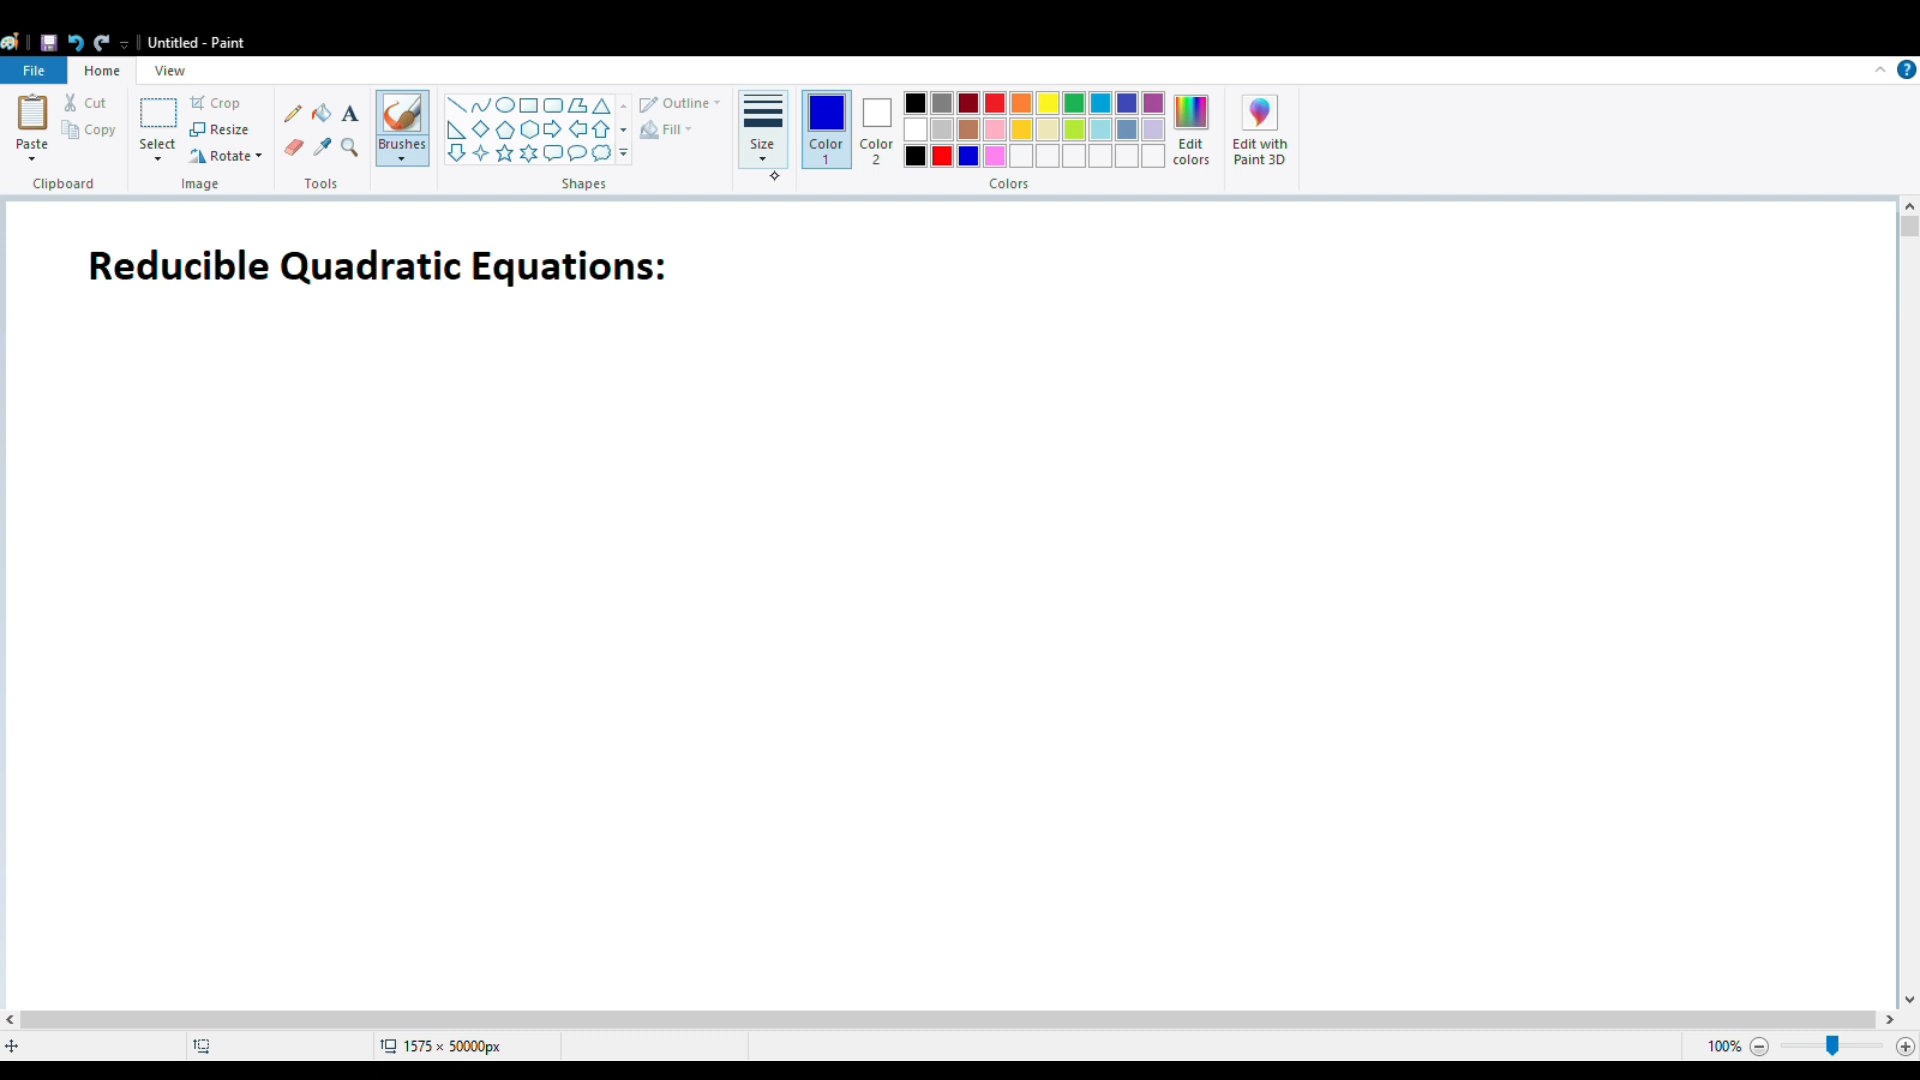 Untitled - Paint
File Home View
Paste Cut Copy Clipboard
Select Crop Resize Rotate Image
A Tools
Brushes
Outline Fill Shapes
Size
Color 1 Color 2 Edit colors Colors
Edit with Paint 3D
?
Reducible Quadratic Equations:
1575 × 50000px
100%